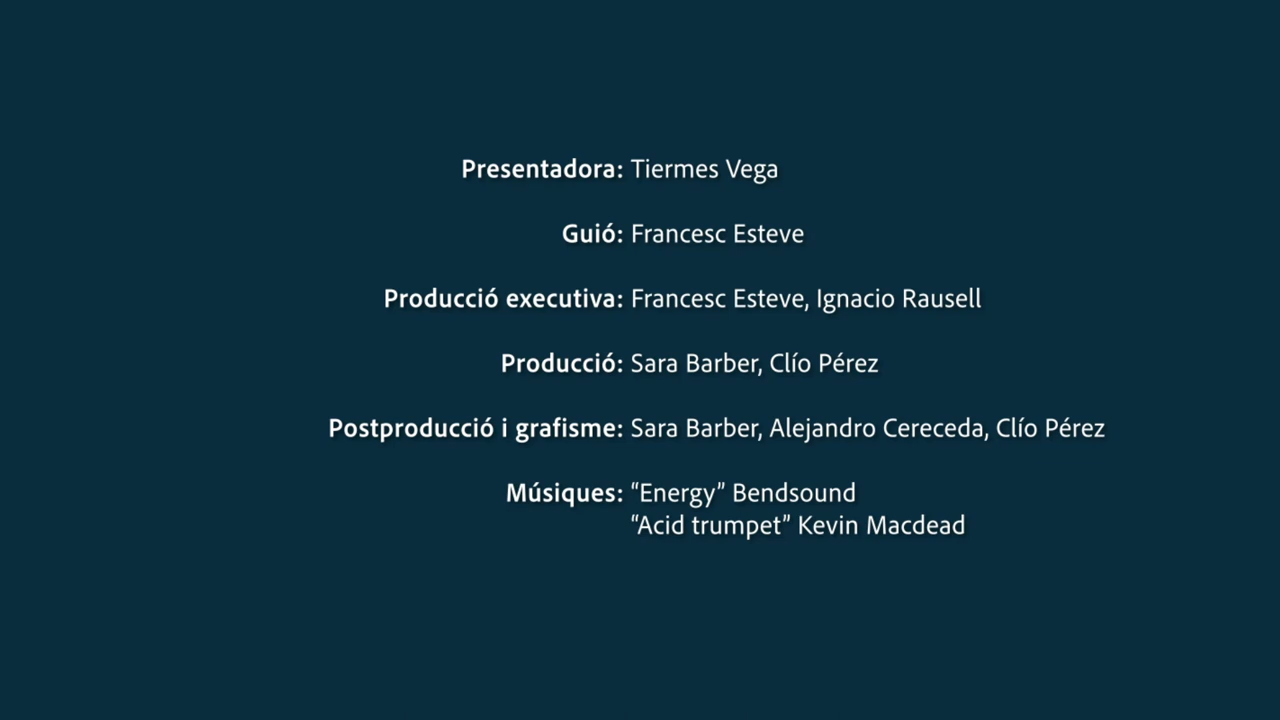 Presentadora: Tiermes Vega
Guió: Francesc Esteve
Producció executiva: Francesc Esteve, Ignacio Rausell
Producció: Sara Barber, Clío Pérez
Postproducció i grafisme: Sara Barber, Alejandro Cereceda, Clío Pérez
Músiques: “Energy” Bendsound
“Acid trumpet” Kevin Macdead